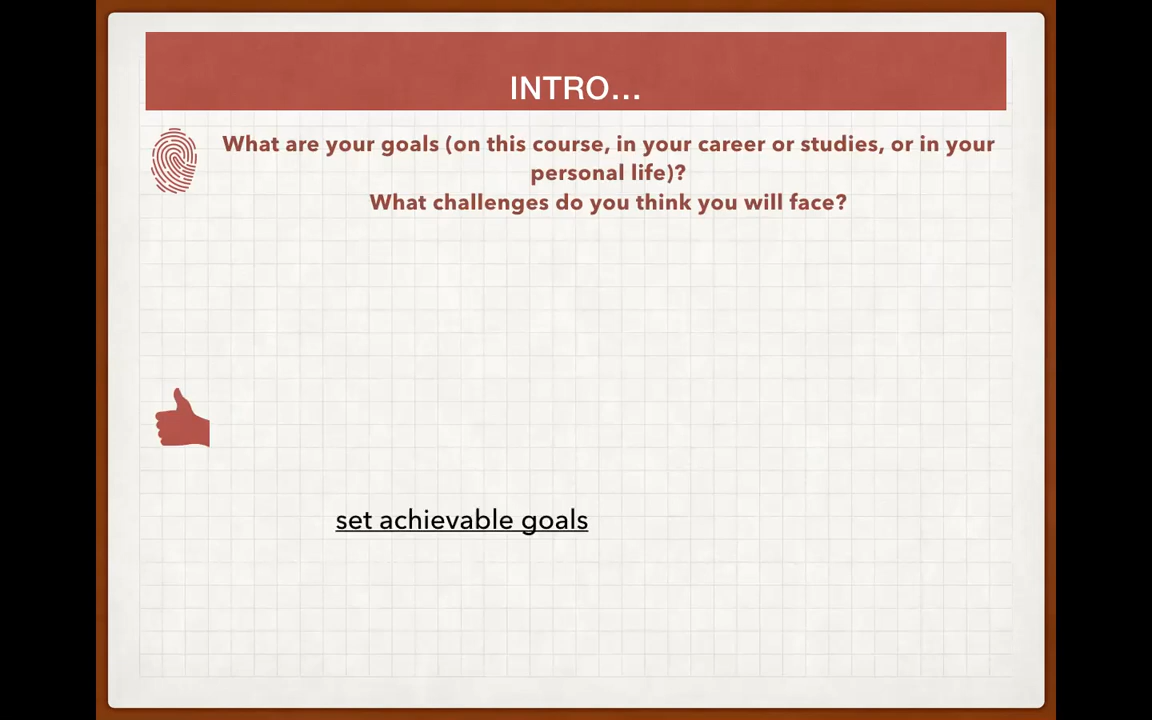 INTRO...
What are your goals (on this course, in your career or studies, or in your
personal life)?
What challenges do you think you will face?
set achievable goals